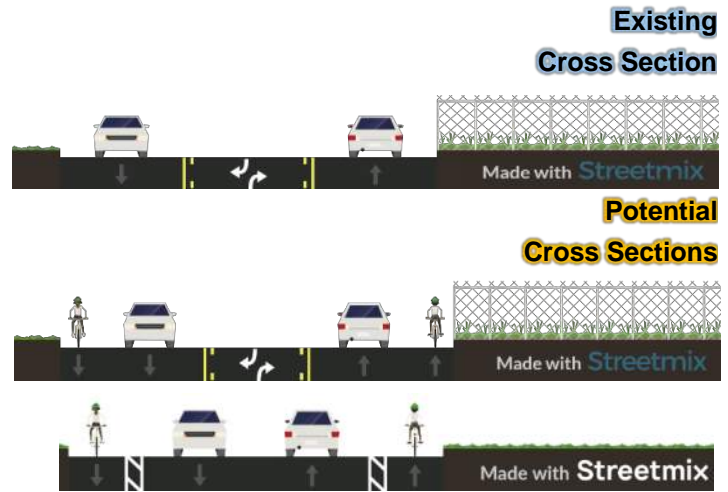 Existing
Cross Section
Made with Streetmix
Potential
Cross Sections
Made with Streetmix
Made with Streetmix